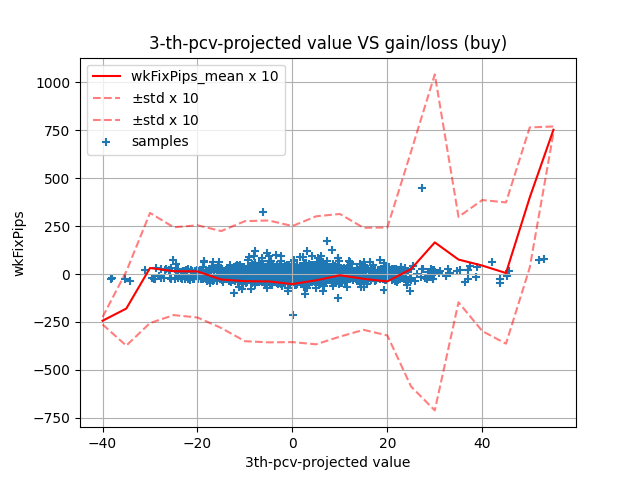 3-th-pcv-projected value VS gain/loss (buy)
wkFixPips_mean x 10
±std x 10
±std x 10
samples
1000
750
500
250
0
−250
−500
−750
wkFixPips
−40
−20
0
20
40
3th-pcv-projected value